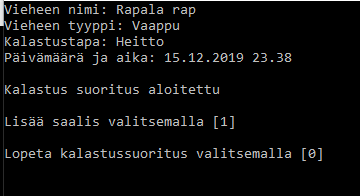 Vieheen nimi: Rapala rap
Vieheen tyyppi: Vaappu
Kalastustapa: Heitto
Päivämäärä ja aika: 15.12.2019 23.38
Kalastus suoritus aloitettu
Lisää saalis valitsemalla [1]
Lopeta kalastussuoritus valitsemalla [0]